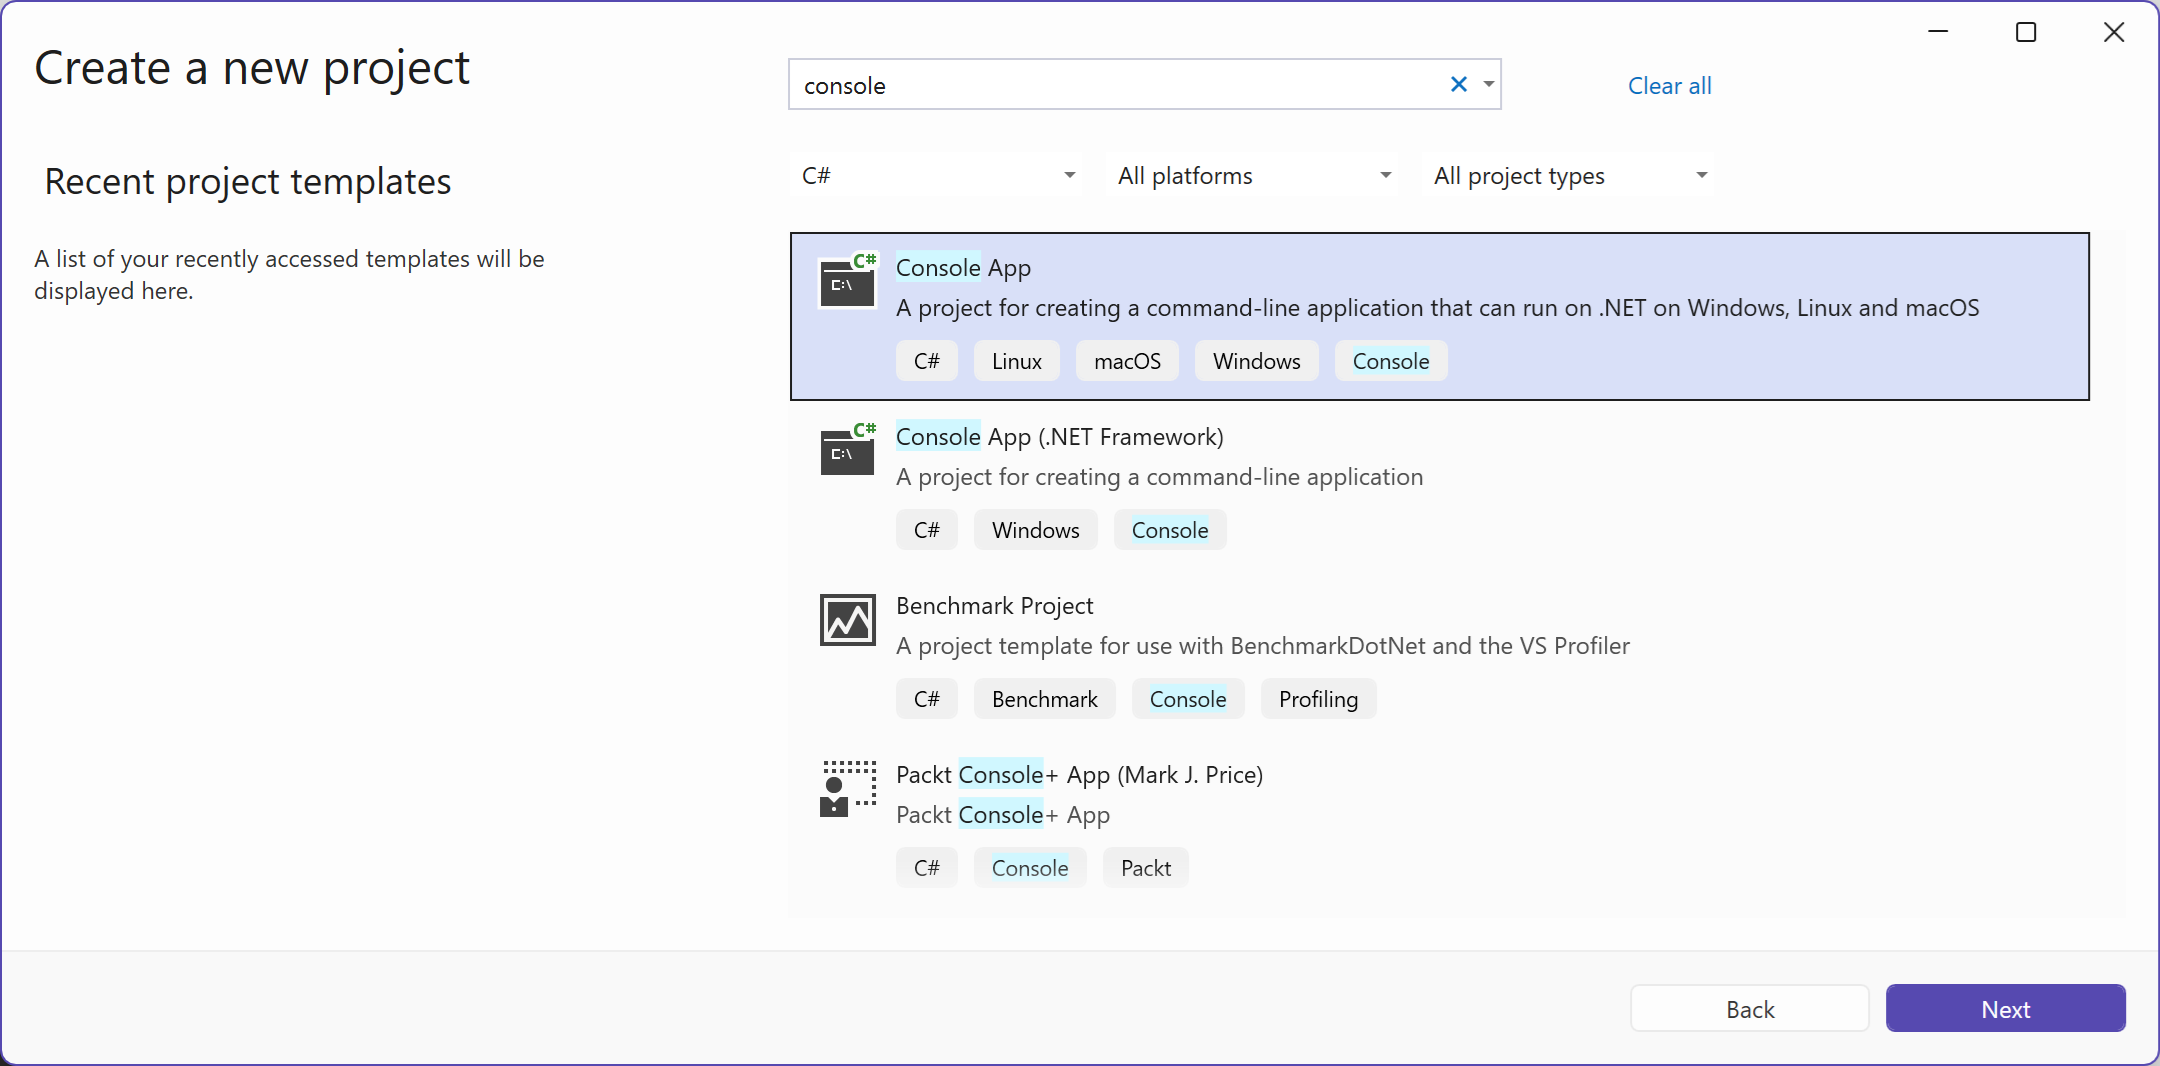 Create a new project
console
Clear all
C#
All platforms
All project types
Recent project templates
A list of your recently accessed templates will be
displayed here.
C#
C:\
Console App
A project for creating a command-line application that can run on .NET on Windows, Linux and macOS
C# Linux macOS Windows Console
C#
C:\
Console App (.NET Framework)
A project for creating a command-line application
C# Windows Console
Benchmark Project
A project template for use with BenchmarkDotNet and the VS Profiler
C# Benchmark Console Profiling
Packt Console+ App (Mark J. Price)
Packt Console+ App
C# Console Packt
Back
Next